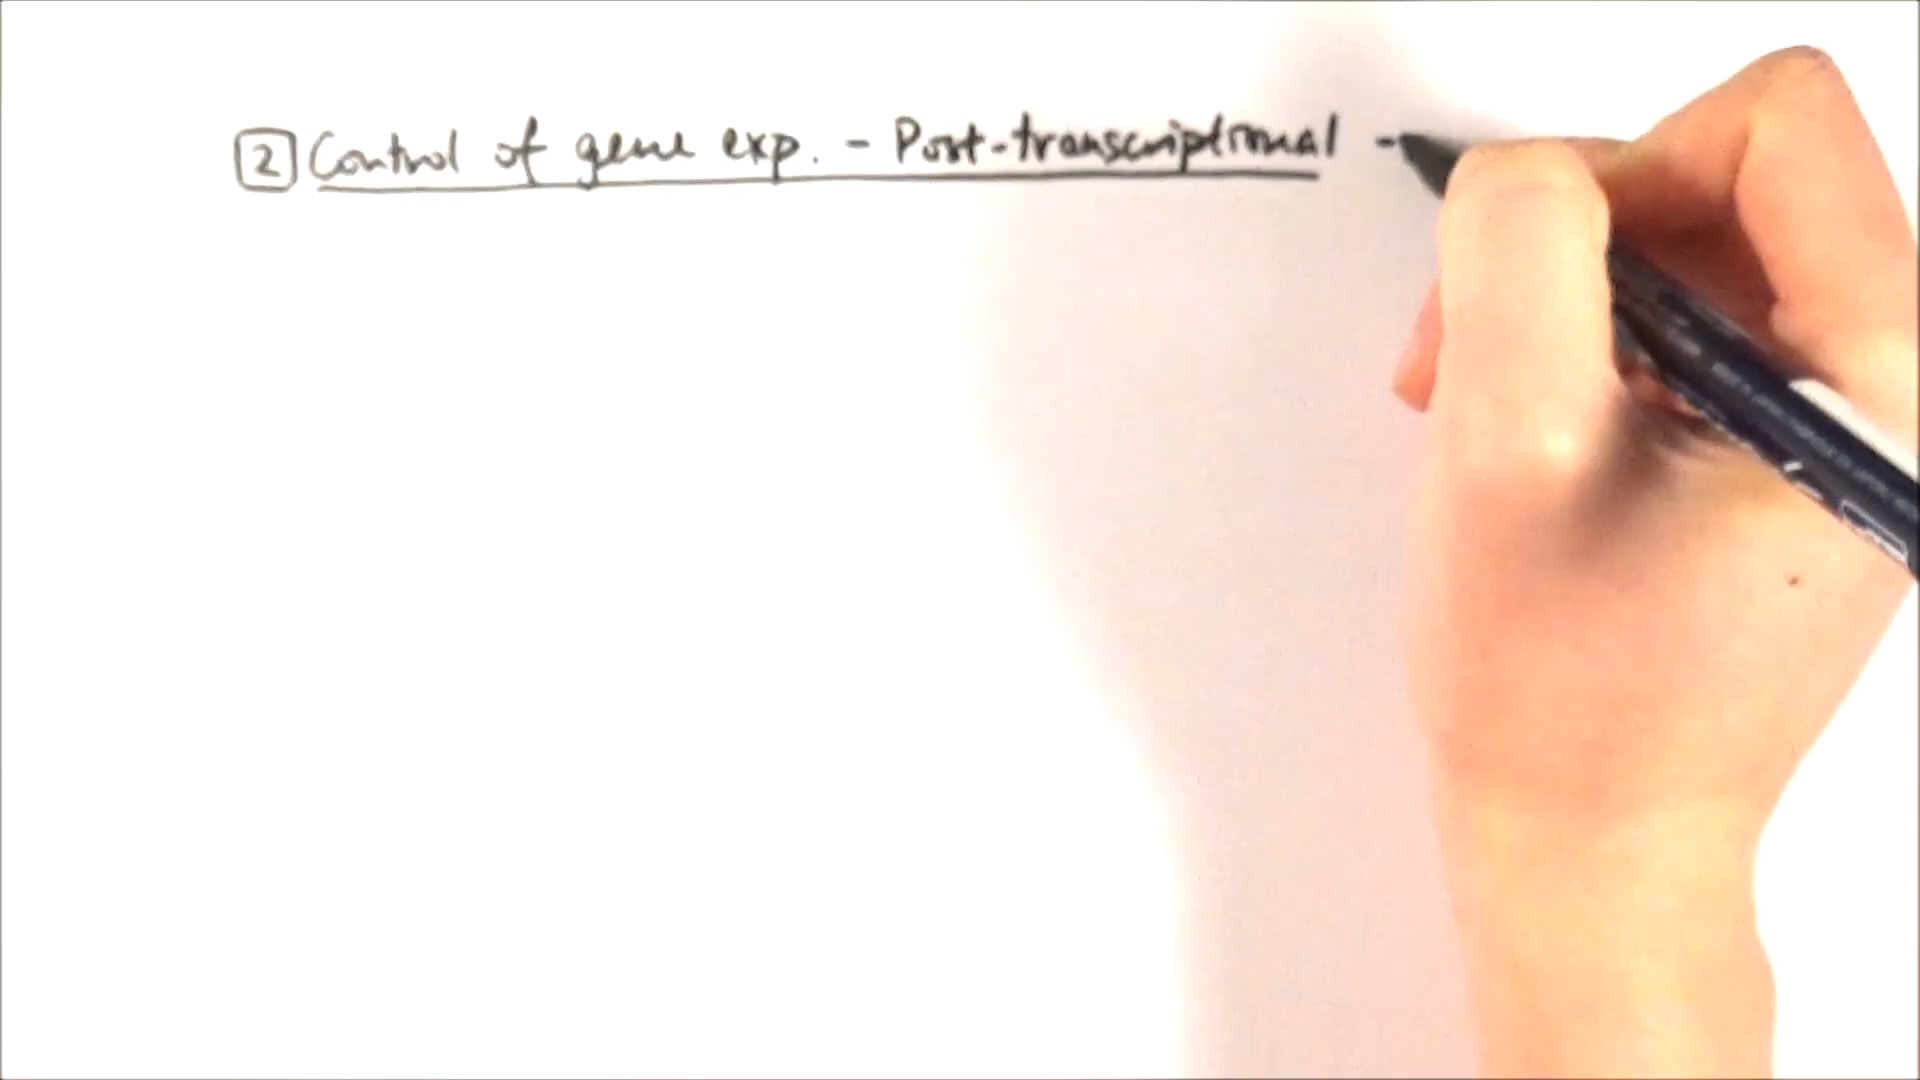 2 Control of gene exp. - Post-transcriptional -